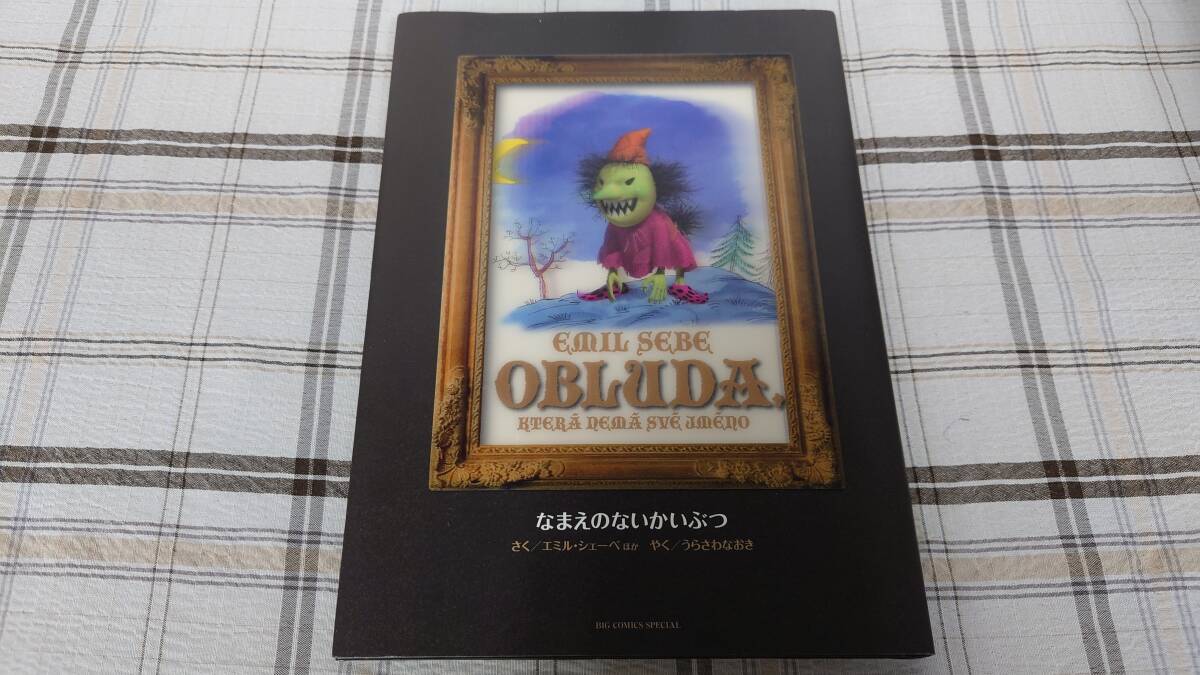 EMIL SEBE
OBLUDA,
KTERÁ NEMÁ SVÉ JMÉNO
なまえのないかいぶつ
さく／エミル・シェーベ ほか やく／うらさわなおき
BIG COMICS SPECIAL